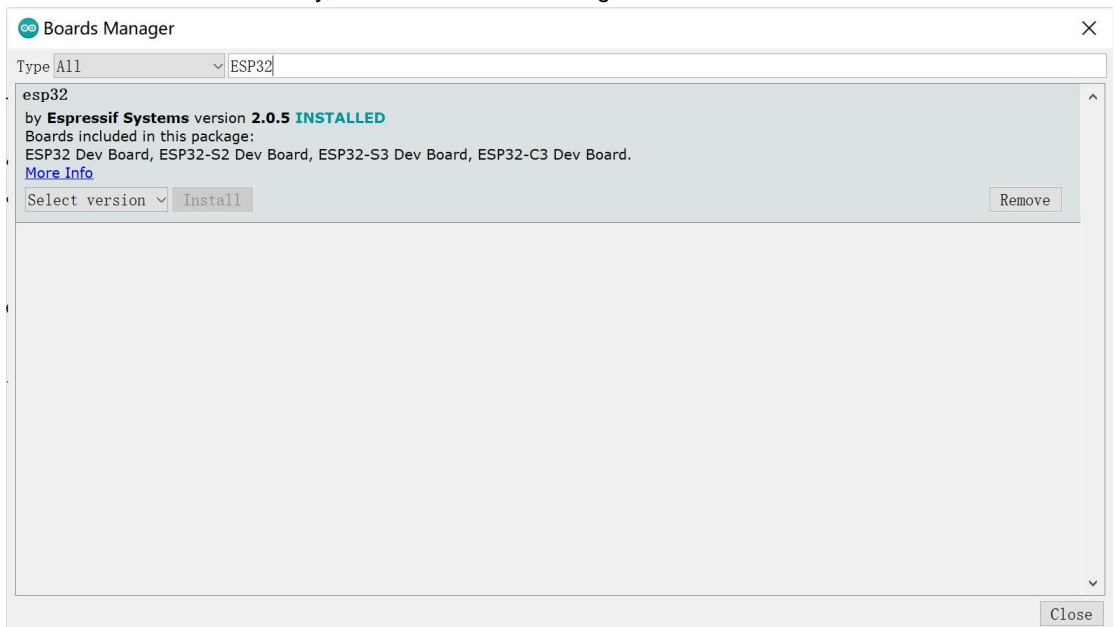 Boards Manager
Type All ESP32
esp32
by Espressif Systems version 2.0.5 INSTALLED
Boards included in this package:
ESP32 Dev Board, ESP32-S2 Dev Board, ESP32-S3 Dev Board, ESP32-C3 Dev Board.
More Info
Select version Install Remove
Close